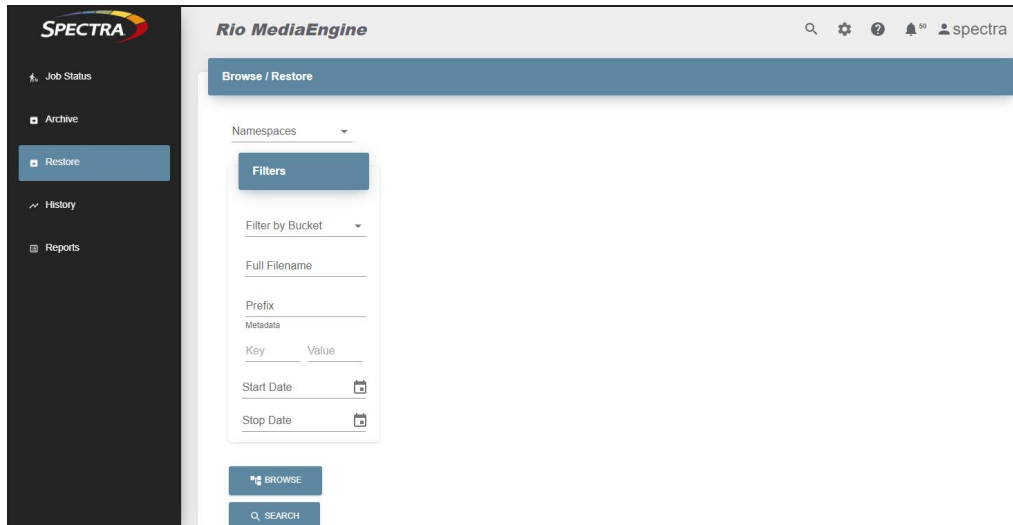 SPECTRA
Rio MediaEngine
50
spectra
Job Status
Archive
Restore
History
Reports
Browse / Restore
Namespaces
Filters
Filter by Bucket
Full Filename
Prefix
Metadata
Key Value
Start Date
Stop Date
BROWSE
SEARCH